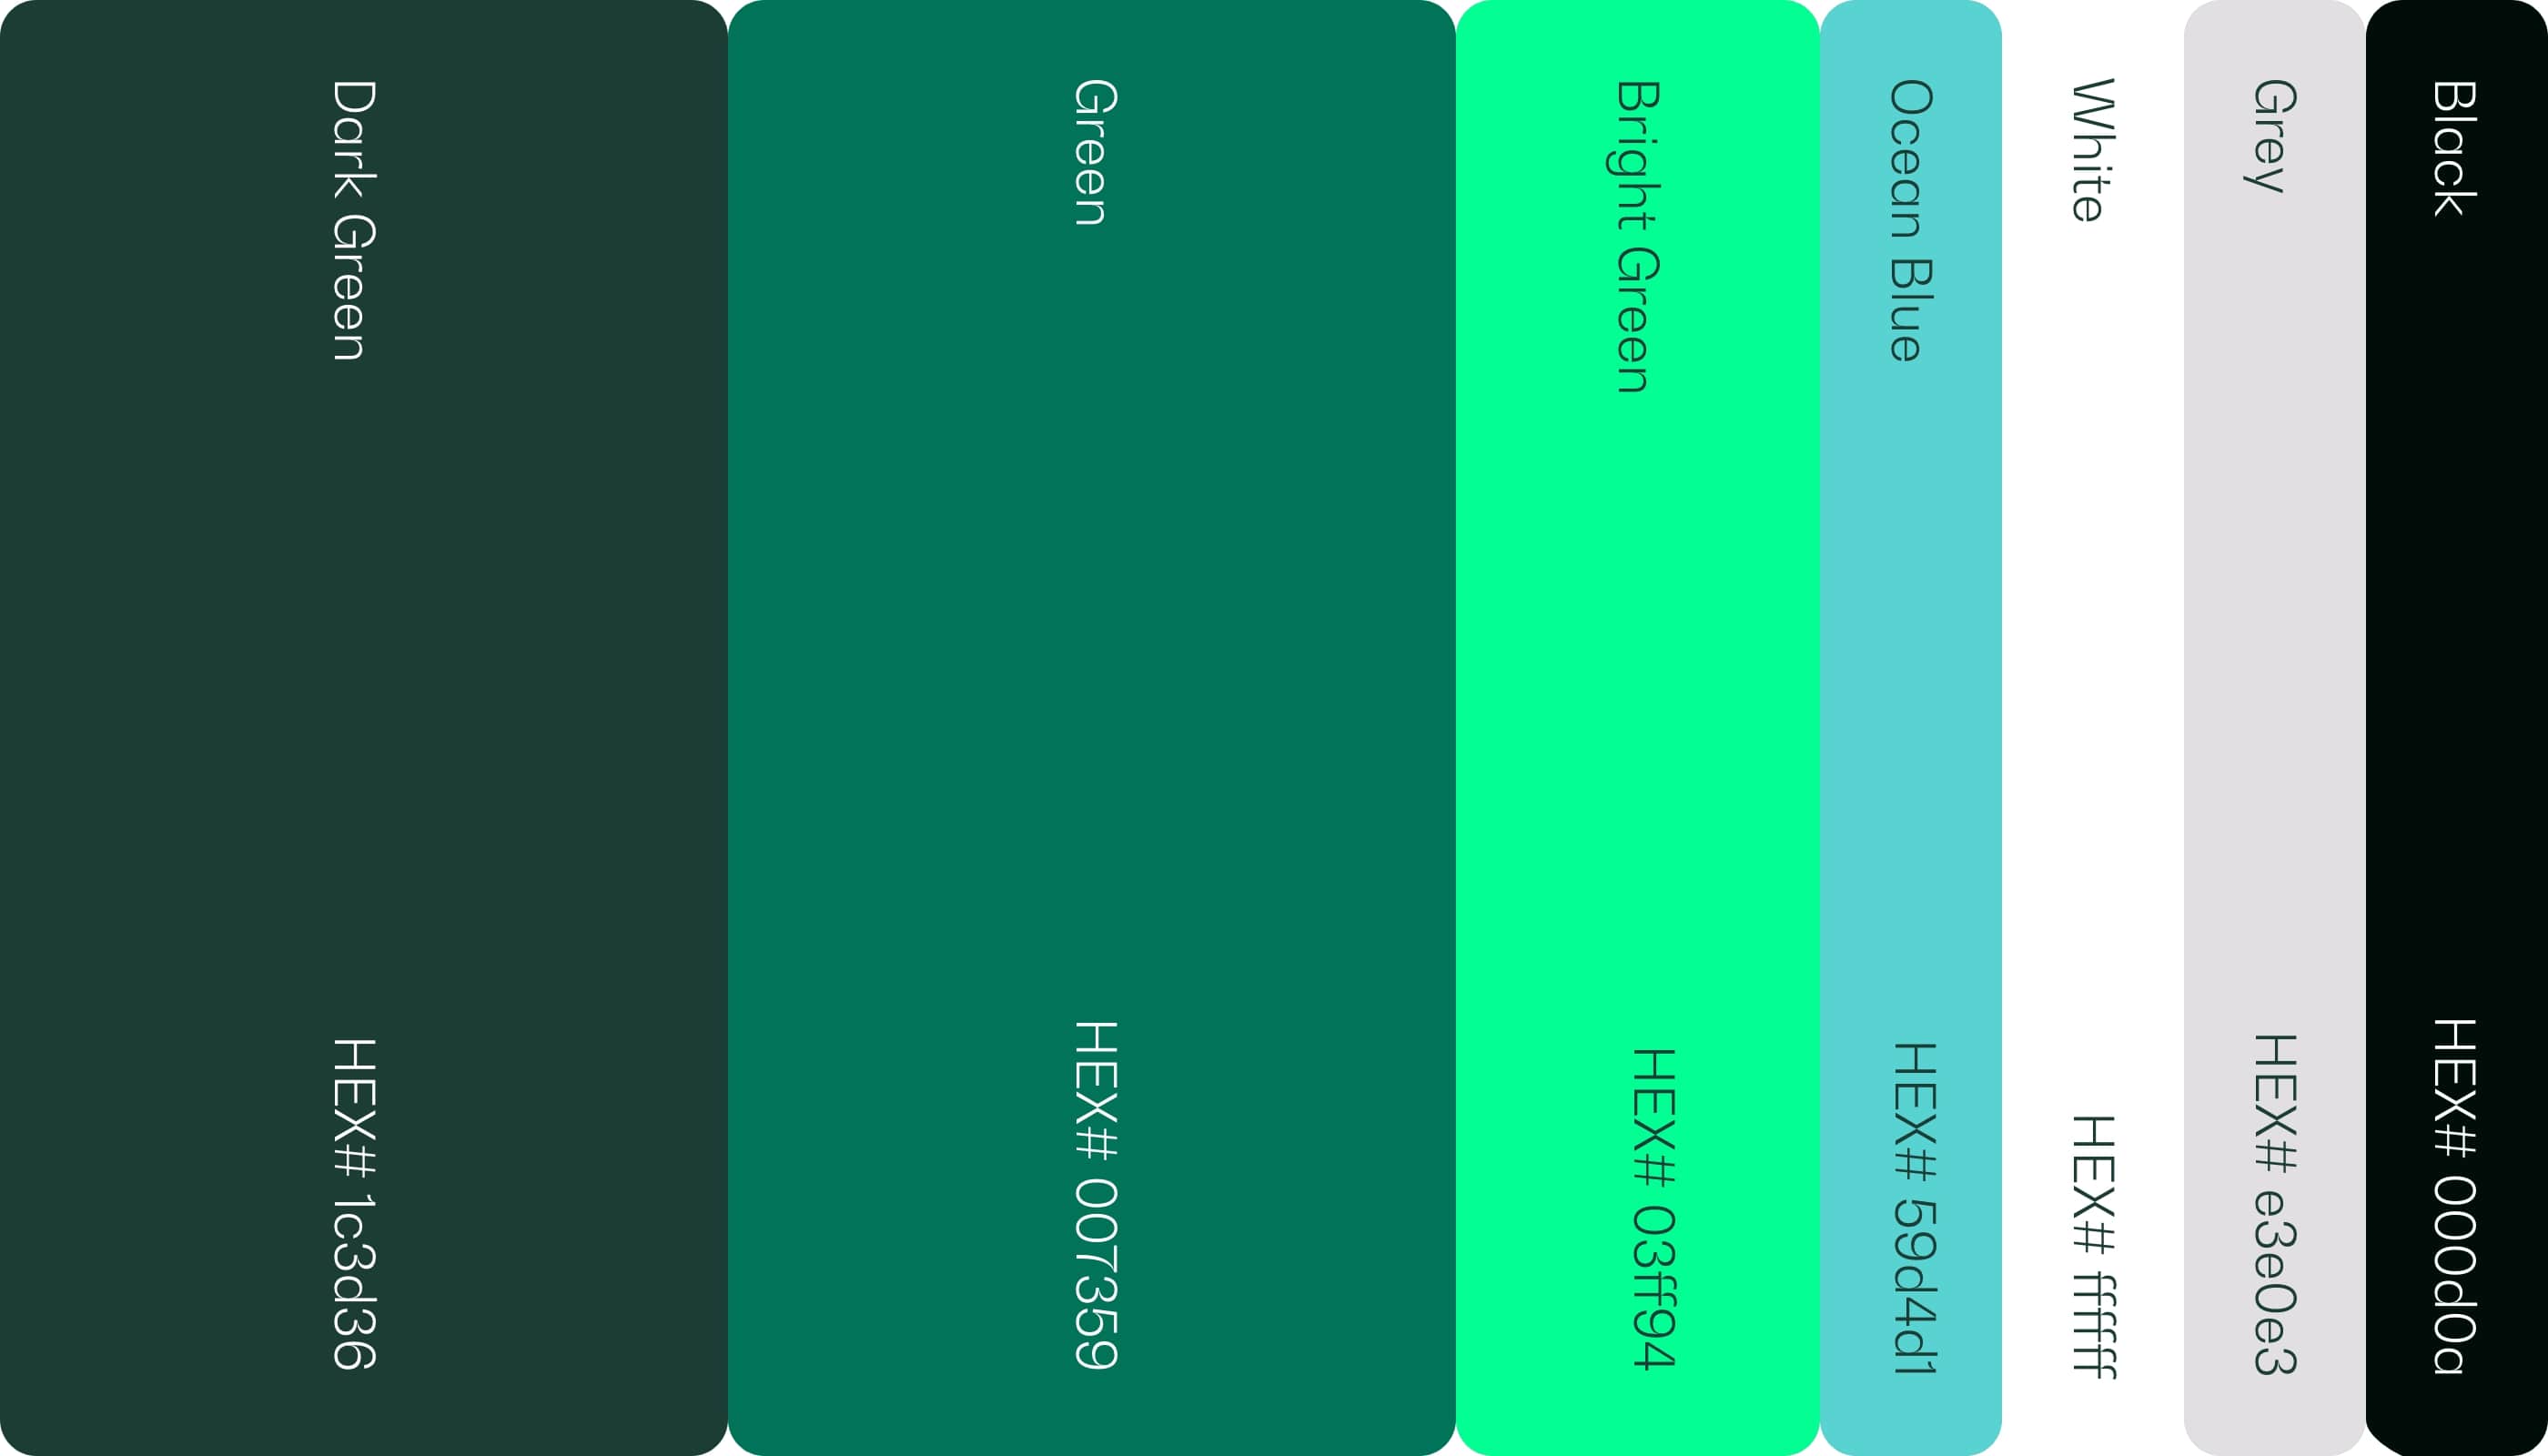 Dark Green
HEX# 1c3d36
Green
HEX# 007359
Bright Green
HEX# 03ff94
Ocean Blue
HEX# 59d4d1
White
HEX# ffffff
Grey
HEX# e3e0e3
Black
HEX# 000d0a